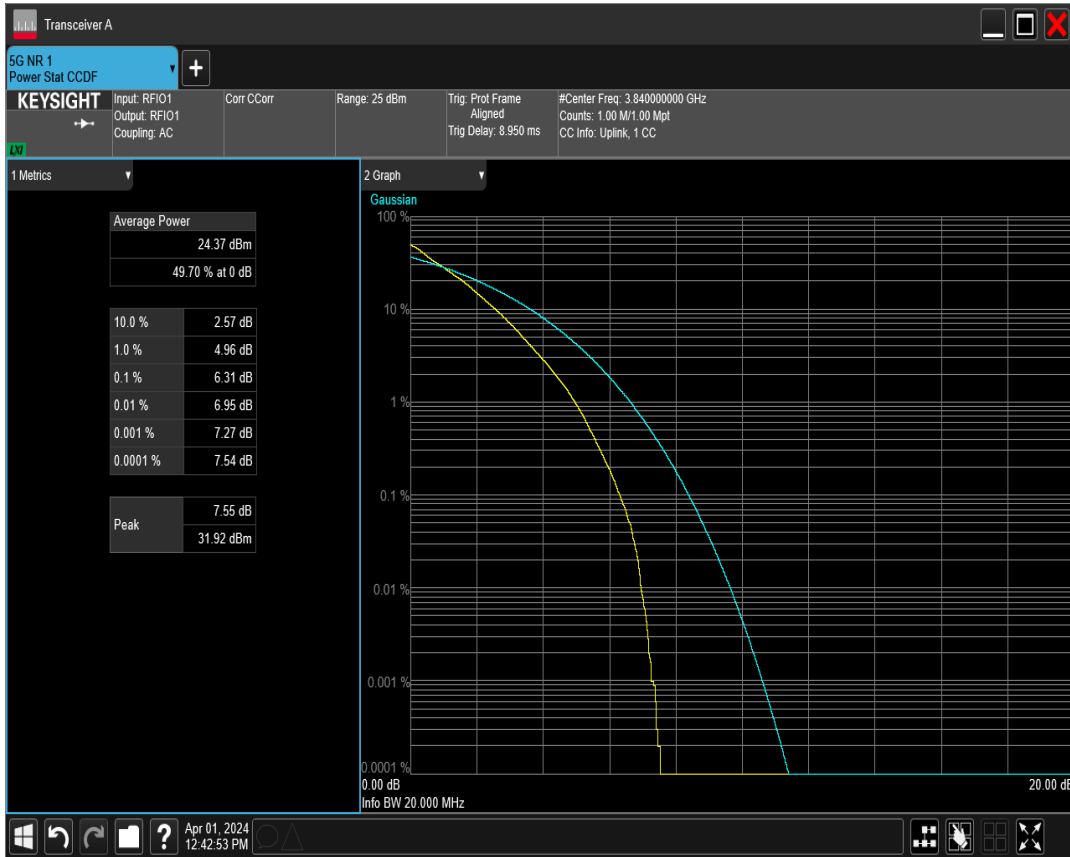 Transceiver A
5G NR 1
Power Stat CCDF
+
KEYSIGHT
LXI
Input: RFIO1
Output: RFIO1
Coupling: AC
Corr CCorr
Range: 25 dBm
Trig: Prot Frame
Aligned
Trig Delay: 8.950 ms
#Center Freq: 3.840000000 GHz
Counts: 1.00 M/1.00 Mpt
CC Info: Uplink, 1 CC
1 Metrics
Average Power
24.37 dBm
49.70 % at 0 dB
10.0 % 2.57 dB
1.0 % 4.96 dB
0.1 % 6.31 dB
0.01 % 6.95 dB
0.001 % 7.27 dB
0.0001 % 7.54 dB
Peak 7.55 dB
31.92 dBm
2 Graph
Gaussian
100 %
10 %
1 %
0.1 %
0.01 %
0.001 %
0.0001 %
0.00 dB 20.00 dB
Info BW 20.000 MHz
?
Apr 01, 2024
12:42:53 PM